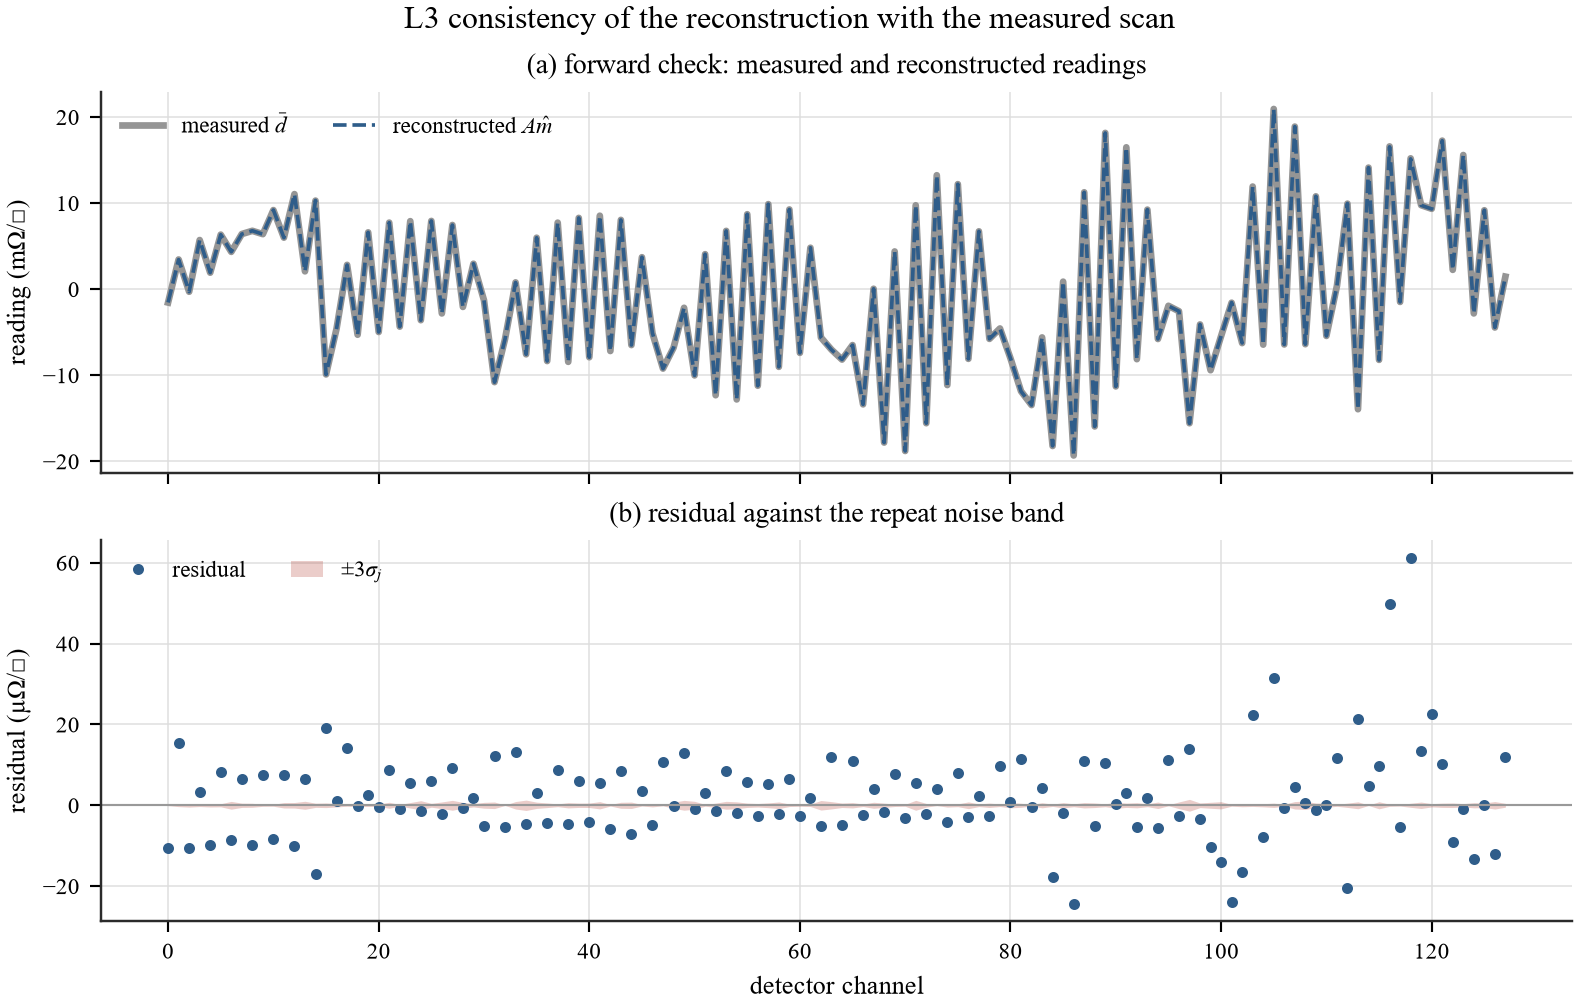 L3 consistency of the reconstruction with the measured scan
(a) forward check: measured and reconstructed readings
measured d̄
reconstructed Am̂
reading (mΩ/□)
20
10
0
−10
−20
(b) residual against the repeat noise band
residual
±3σⱼ
residual (μΩ/□)
60
40
20
0
−20
0 20 40 60 80 100 120
detector channel